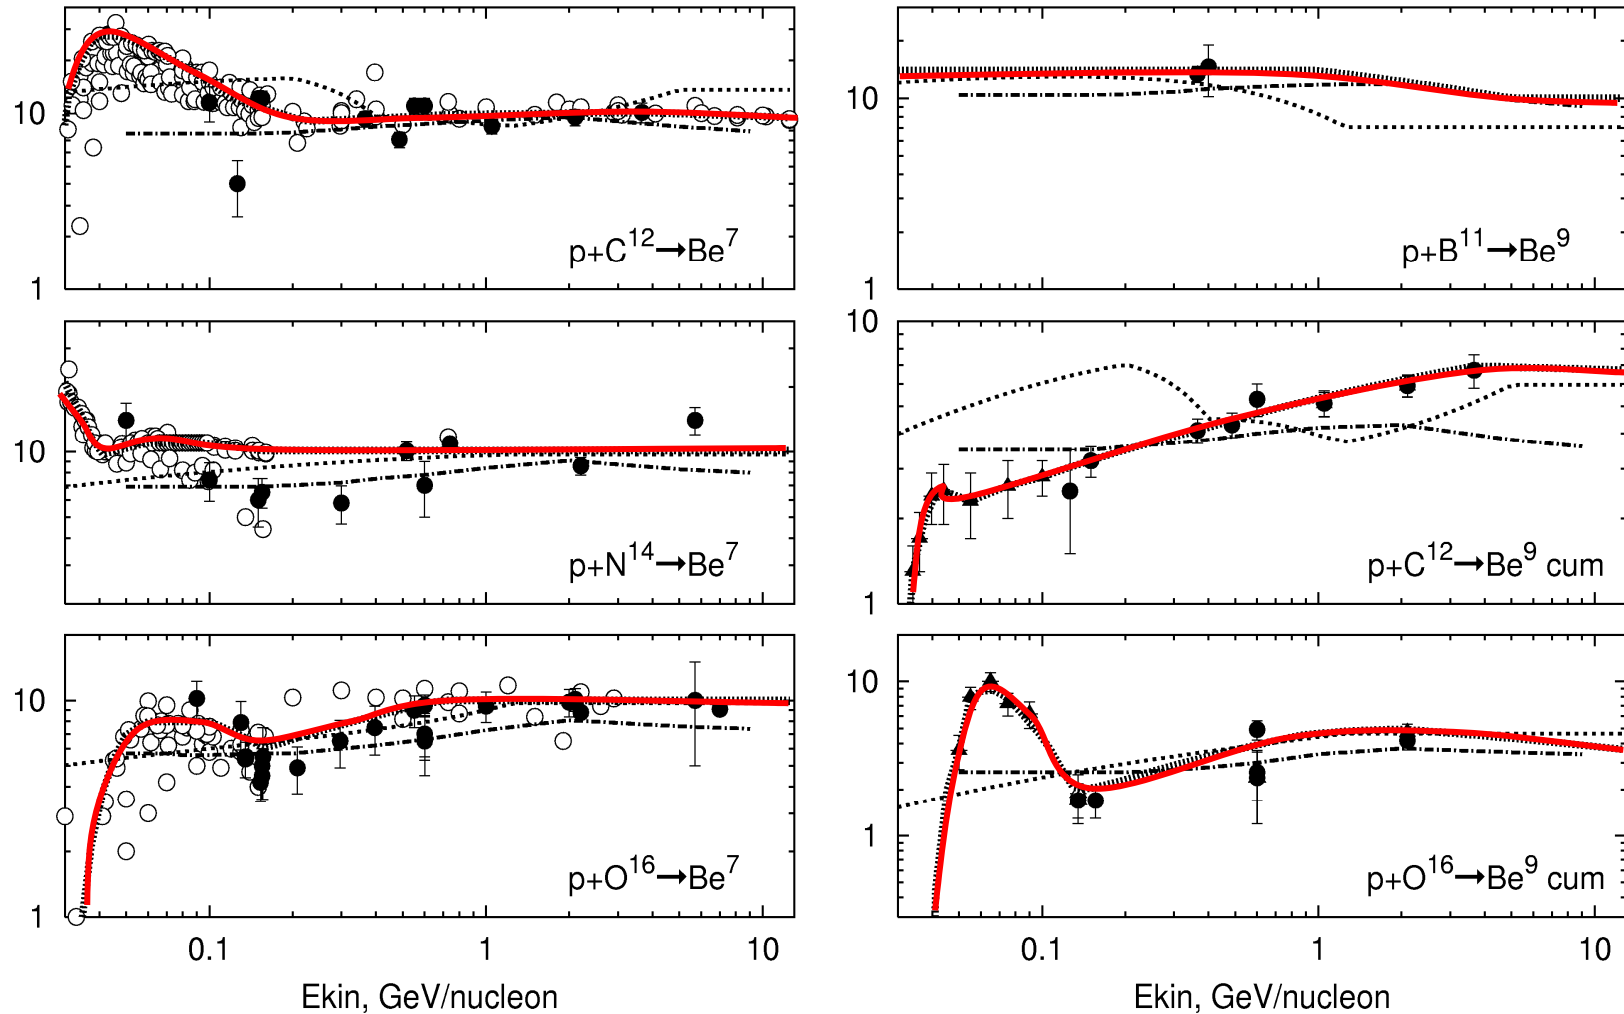 10
1
p+C¹²→Be⁷
10
1
p+B¹¹→Be⁹
10
p+N¹⁴→Be⁷
10
1
p+C¹²→Be⁹ cum
10
1
p+O¹⁶→Be⁷
0.1 1 10
Ekin, GeV/nucleon
10
1
p+O¹⁶→Be⁹ cum
0.1 1 10
Ekin, GeV/nucleon